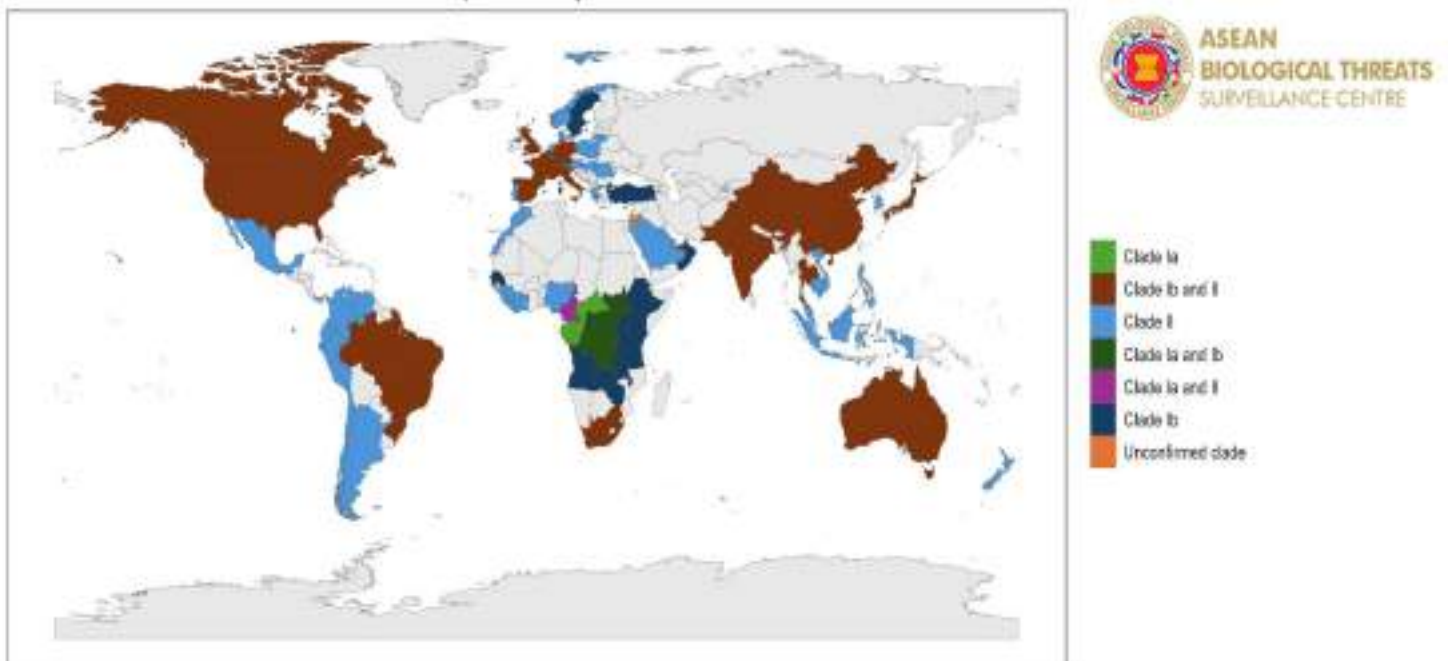 ASEAN
BIOLOGICAL THREATS
SURVEILLANCE CENTRE
Clade Ia
Clade Ib and II
Clade II
Clade Ia and Ib
Clade Ia and II
Clade Ib
Unconfirmed clade